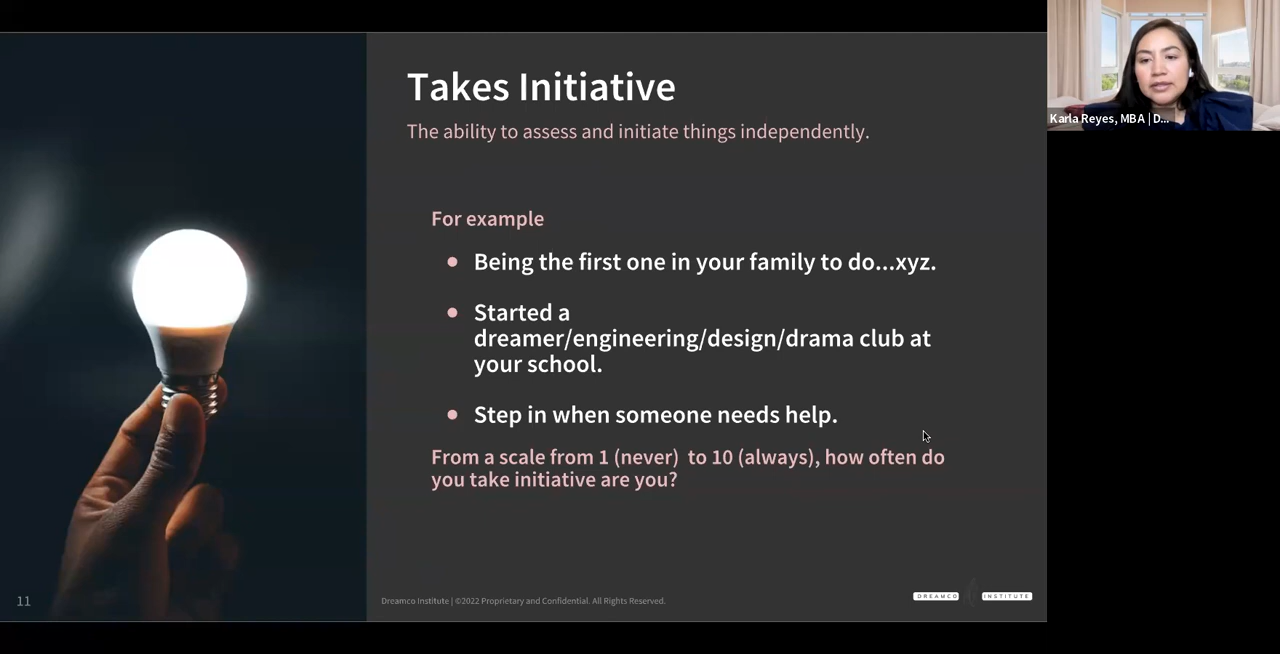 Takes Initiative
The ability to assess and initiate things independently.
For example
Being the first one in your family to do...xyz.
Started a
dreamer/engineering/design/drama club at
your school.
Step in when someone needs help.
From a scale from 1 (never)  to 10 (always), how often do
you take initiative are you?
11
Dreamco Institute | ©2022 Proprietary and Confidential. All Rights Reserved.
DREAMCO INSTITUTE
Karla Reyes, MBA | D...